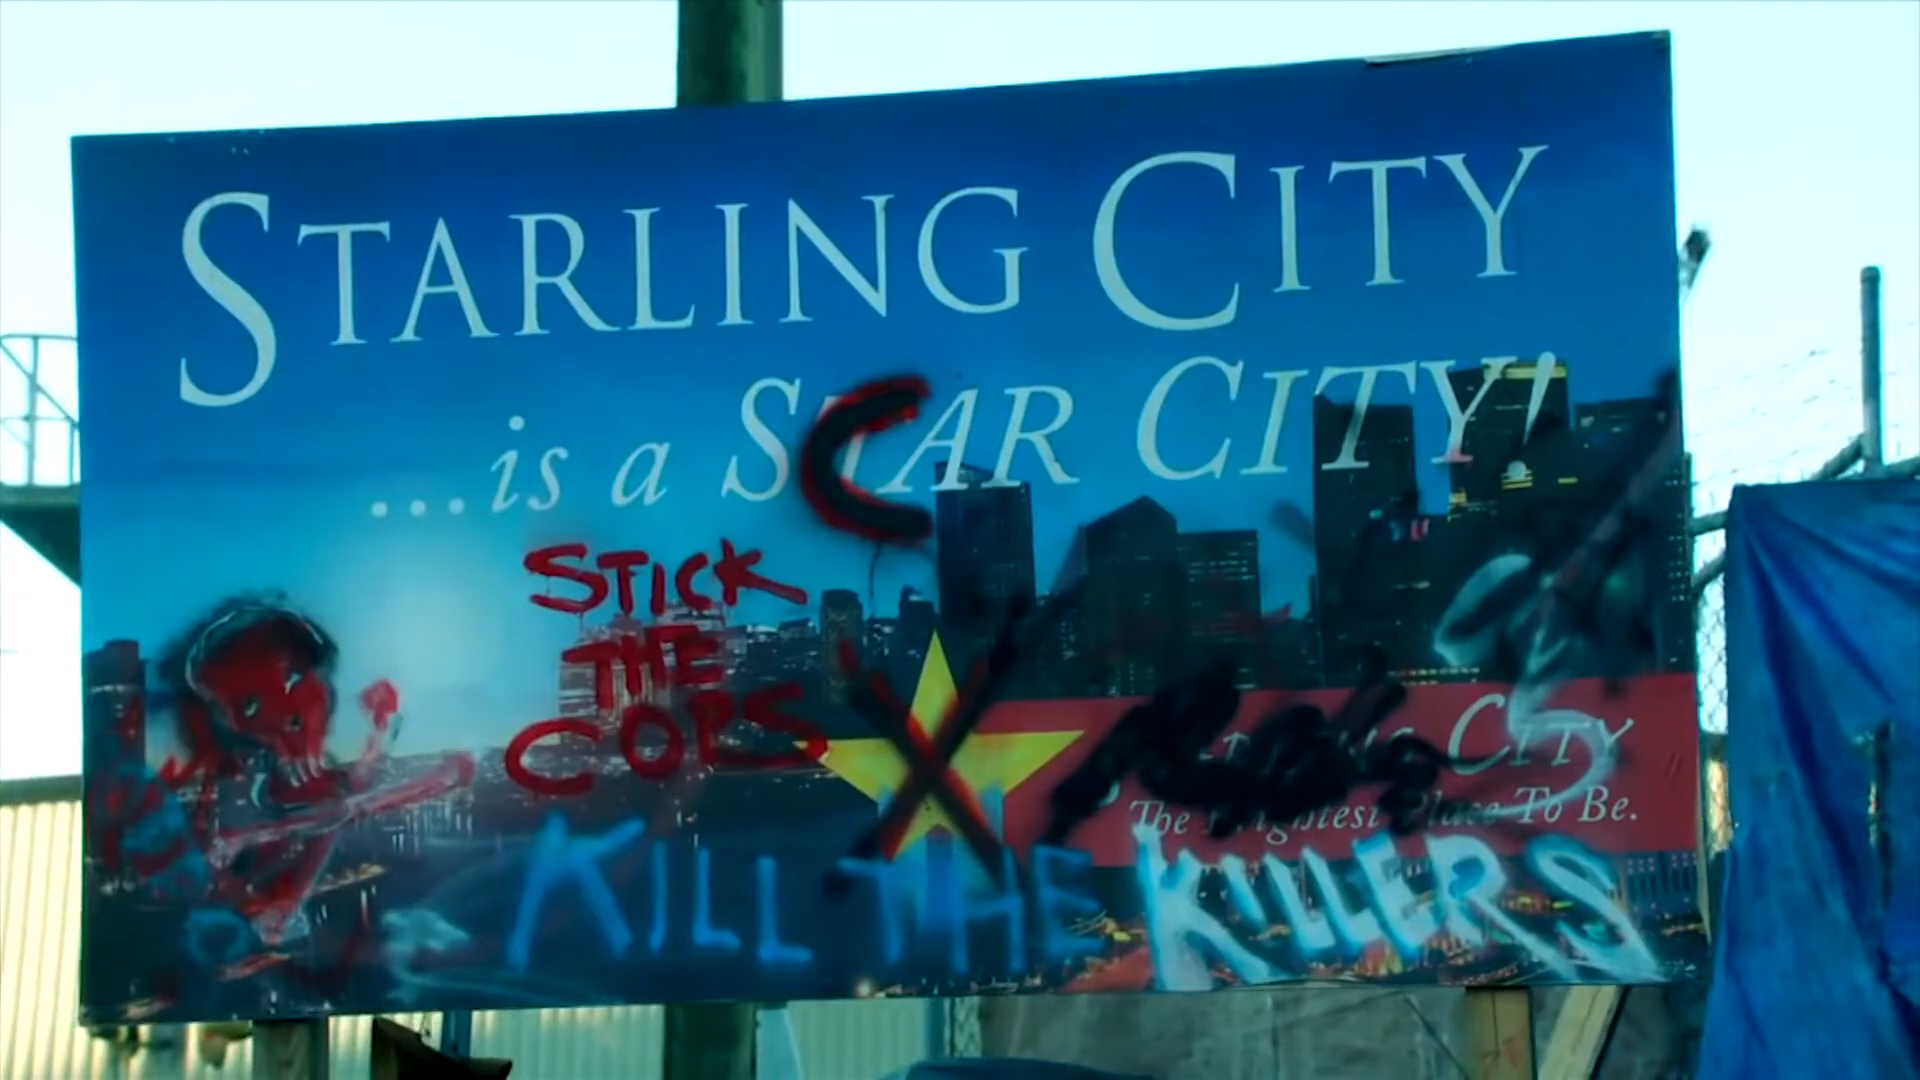 STARLING CITY
...is a SCAR CITY!
STICK
THE
COPS
CITY
The Brightest Place To Be.
KILL THE KILLERS